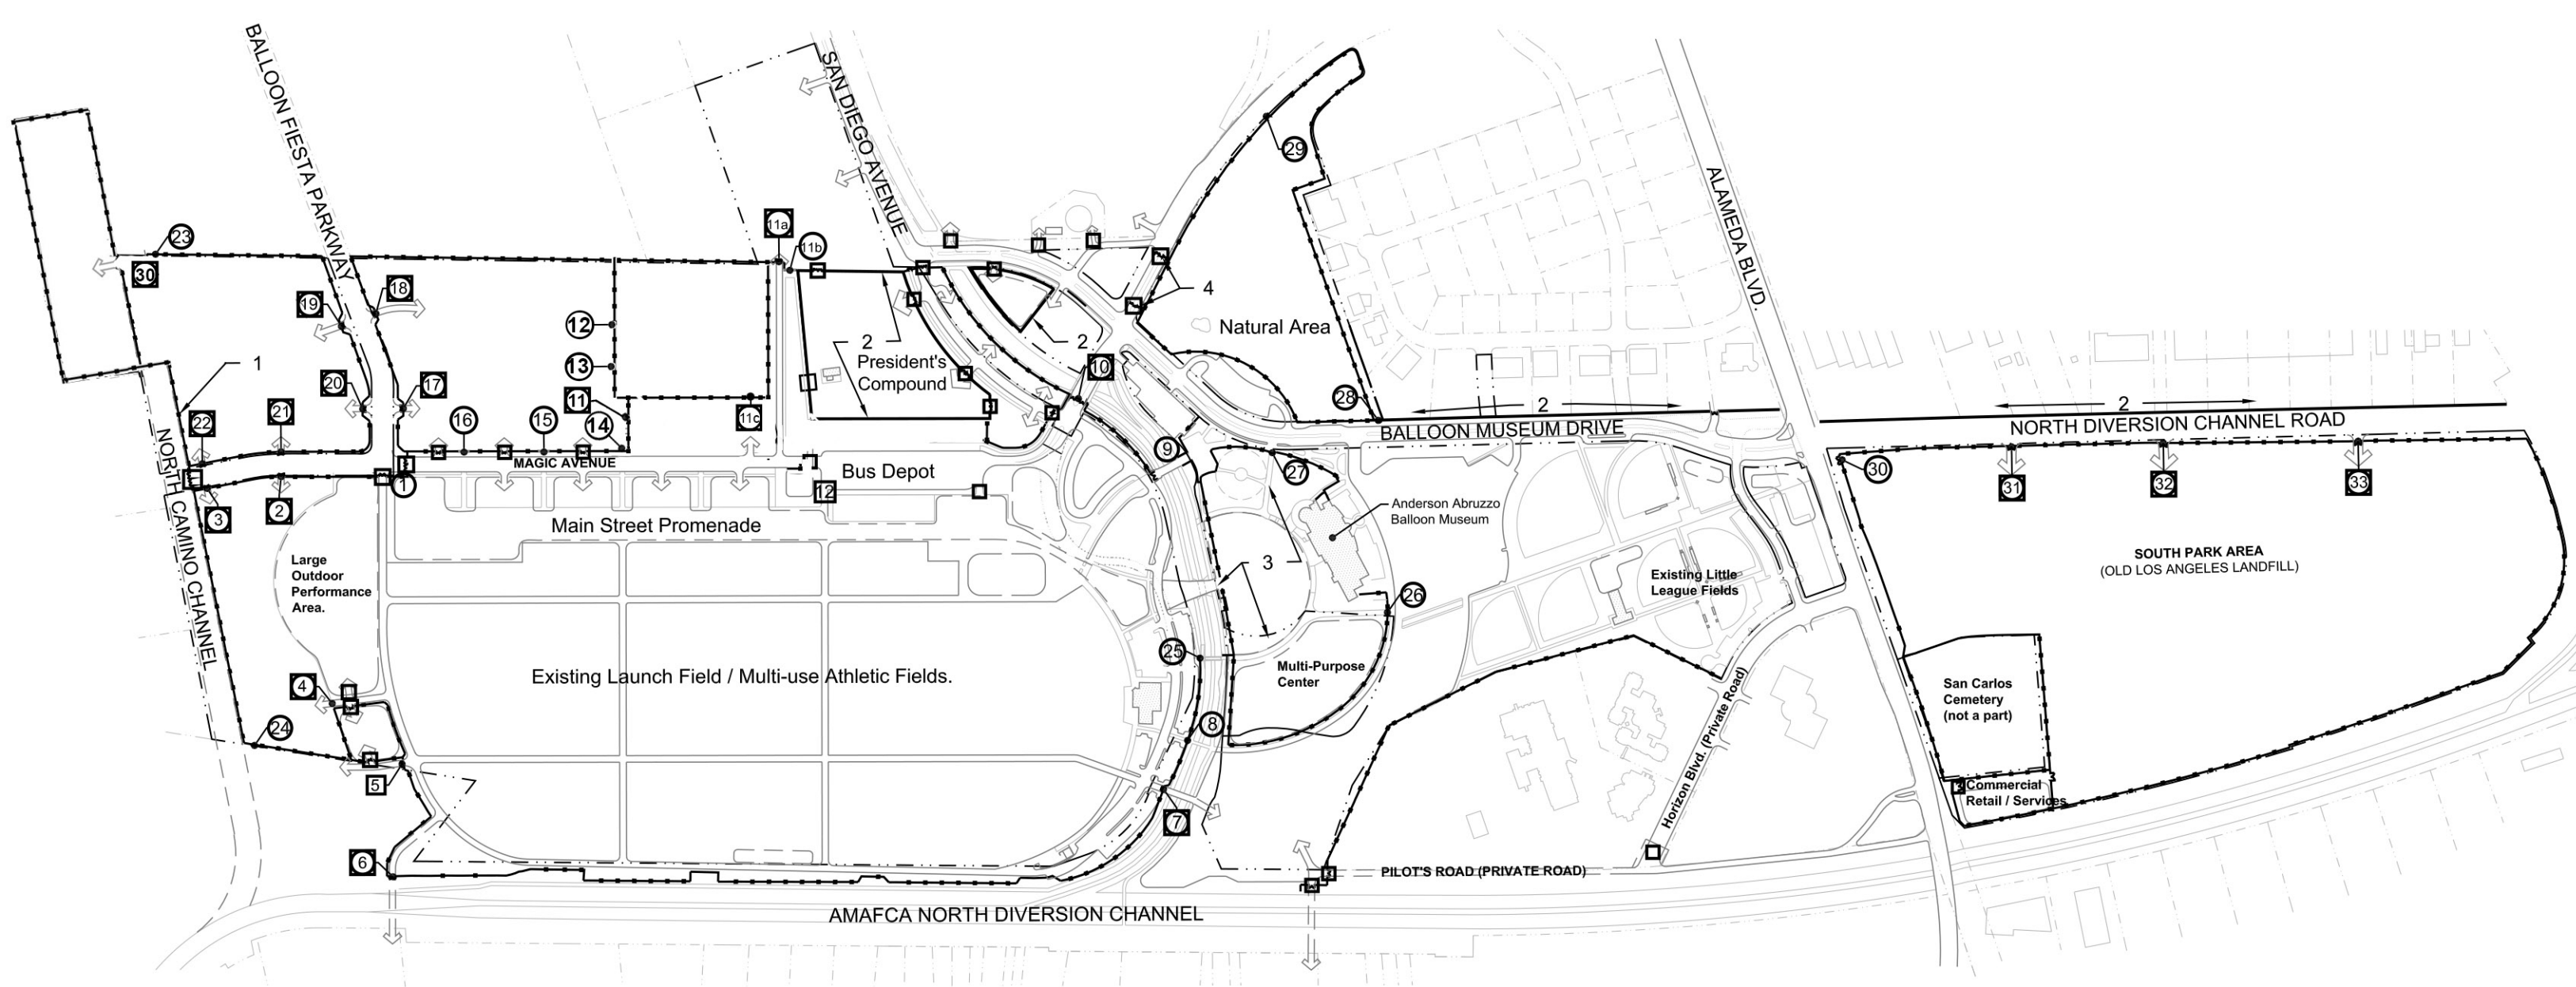 BALLOON FIESTA PARKWAY
SAN DIEGO AVENUE
29
ALAMEDA BLVD.
11a
23
11b
30
18
19
4
12
Natural Area
2
2
President's
Compound
1
13
10
20
17
11
28
2
2
22
21
16
15
14
11c
BALLOON MUSEUM DRIVE
NORTH DIVERSION CHANNEL ROAD
NORTH CAMINO CHANNEL
MAGIC AVENUE
9
Bus Depot
27
30
1
12
31
32
33
3
2
Anderson Abruzzo
Balloon Museum
Main Street Promenade
Large
Outdoor
Performance
Area.
3
SOUTH PARK AREA
(OLD LOS ANGELES LANDFILL)
Existing Little
League Fields
26
25
Multi-Purpose
Center
Existing Launch Field / Multi-use Athletic Fields.
4
San Carlos
Cemetery
(not a part)
24
8
Horizon Blvd. (Private Road)
5
3
Commercial
Retail / Services
7
6
PILOT'S ROAD (PRIVATE ROAD)
AMAFCA NORTH DIVERSION CHANNEL